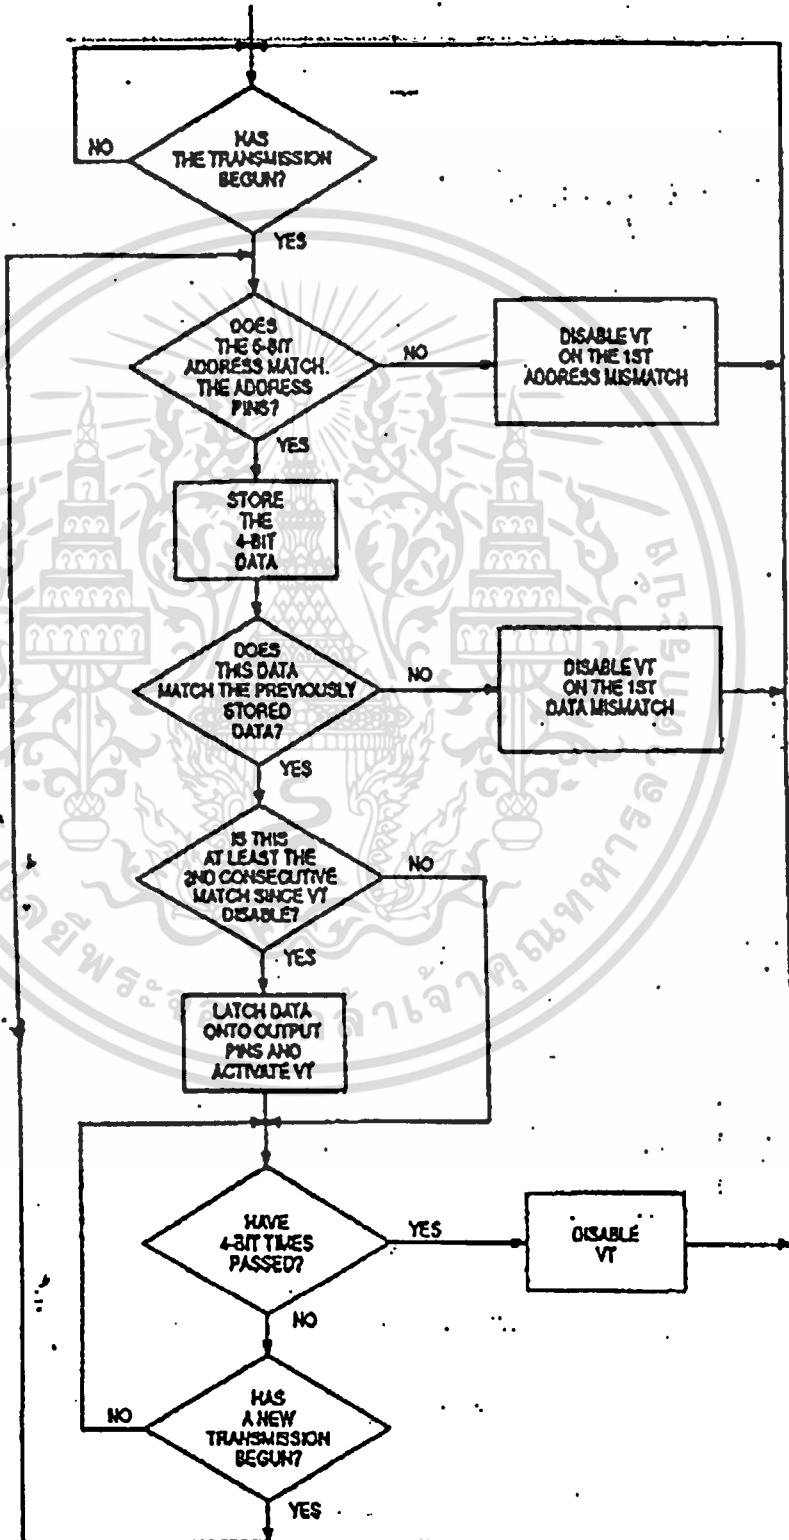 HAS
THE TRANSMISSION
BEGUN?
NO
YES
DOES
THE 5-BIT
ADDRESS MATCH
THE ADDRESS
PINS?
NO
DISABLE VT
ON THE 1ST
ADDRESS MISMATCH
YES
STORE
THE
4-BIT
DATA
DOES
THIS DATA
MATCH THE PREVIOUSLY
STORED
DATA?
NO
DISABLE VT
ON THE 1ST
DATA MISMATCH
YES
IS THIS
AT LEAST THE
2ND CONSECUTIVE
MATCH SINCE VT
DISABLE?
NO
YES
LATCH DATA
ONTO OUTPUT
PINS AND
ACTIVATE VT
HAVE
4-BIT TIMES
PASSED?
YES
DISABLE
VT
NO
HAS
A NEW
TRANSMISSION
BEGUN?
NO
YES